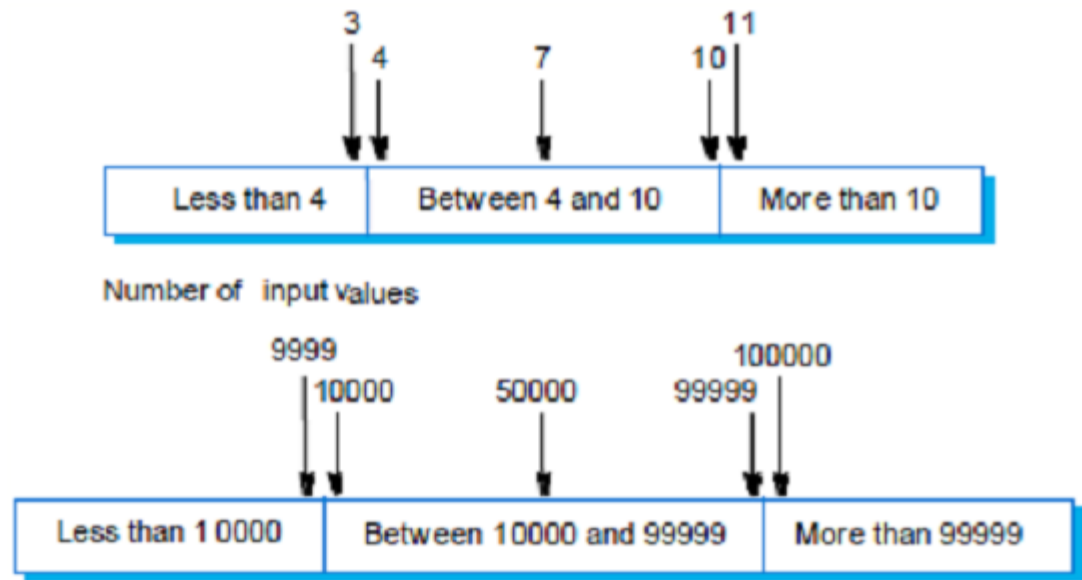 3 11
4 7 10
Less than 4 Between 4 and 10 More than 10
Number of input values
9999 100000
10000 50000 99999
Less than 10000 Between 10000 and 99999 More than 99999